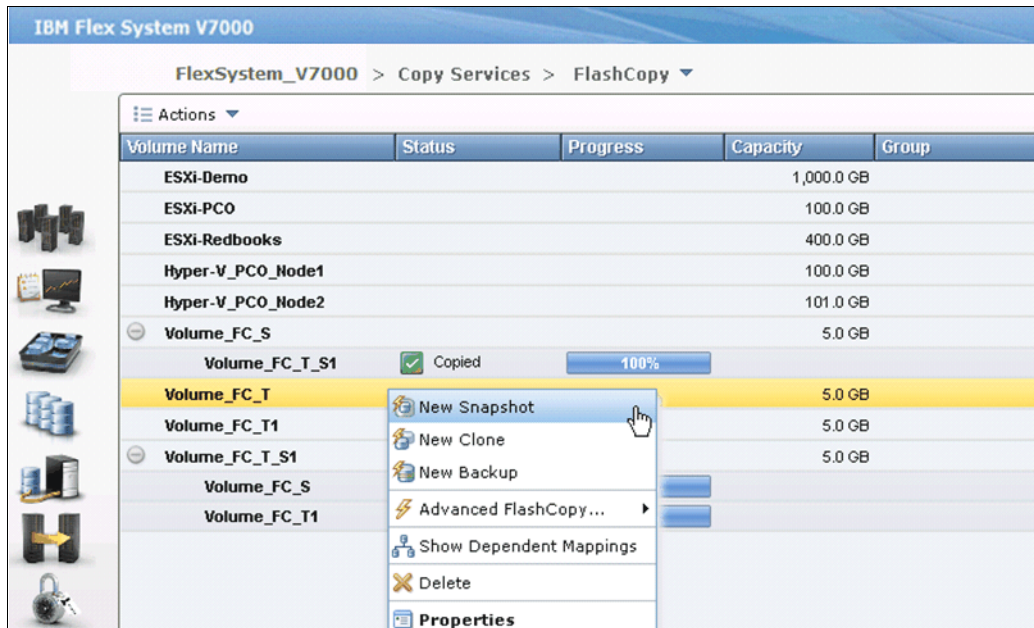 IBM Flex System V7000
FlexSystem_V7000 > Copy Services > FlashCopy
Actions
Volume Name Status Progress Capacity Group
ESXi-Demo 1,000.0 GB
ESXi-PCO 100.0 GB
ESXi-Redbooks 400.0 GB
Hyper-V_PCO_Node1 100.0 GB
Hyper-V_PCO_Node2 101.0 GB
Volume_FC_S 5.0 GB
Volume_FC_T_S1 Copied 100%
Volume_FC_T 5.0 GB
New Snapshot
Volume_FC_T1 5.0 GB
New Clone
Volume_FC_T_S1 5.0 GB
New Backup
Volume_FC_S
Advanced FlashCopy...
Volume_FC_T1
Show Dependent Mappings
Delete
Properties